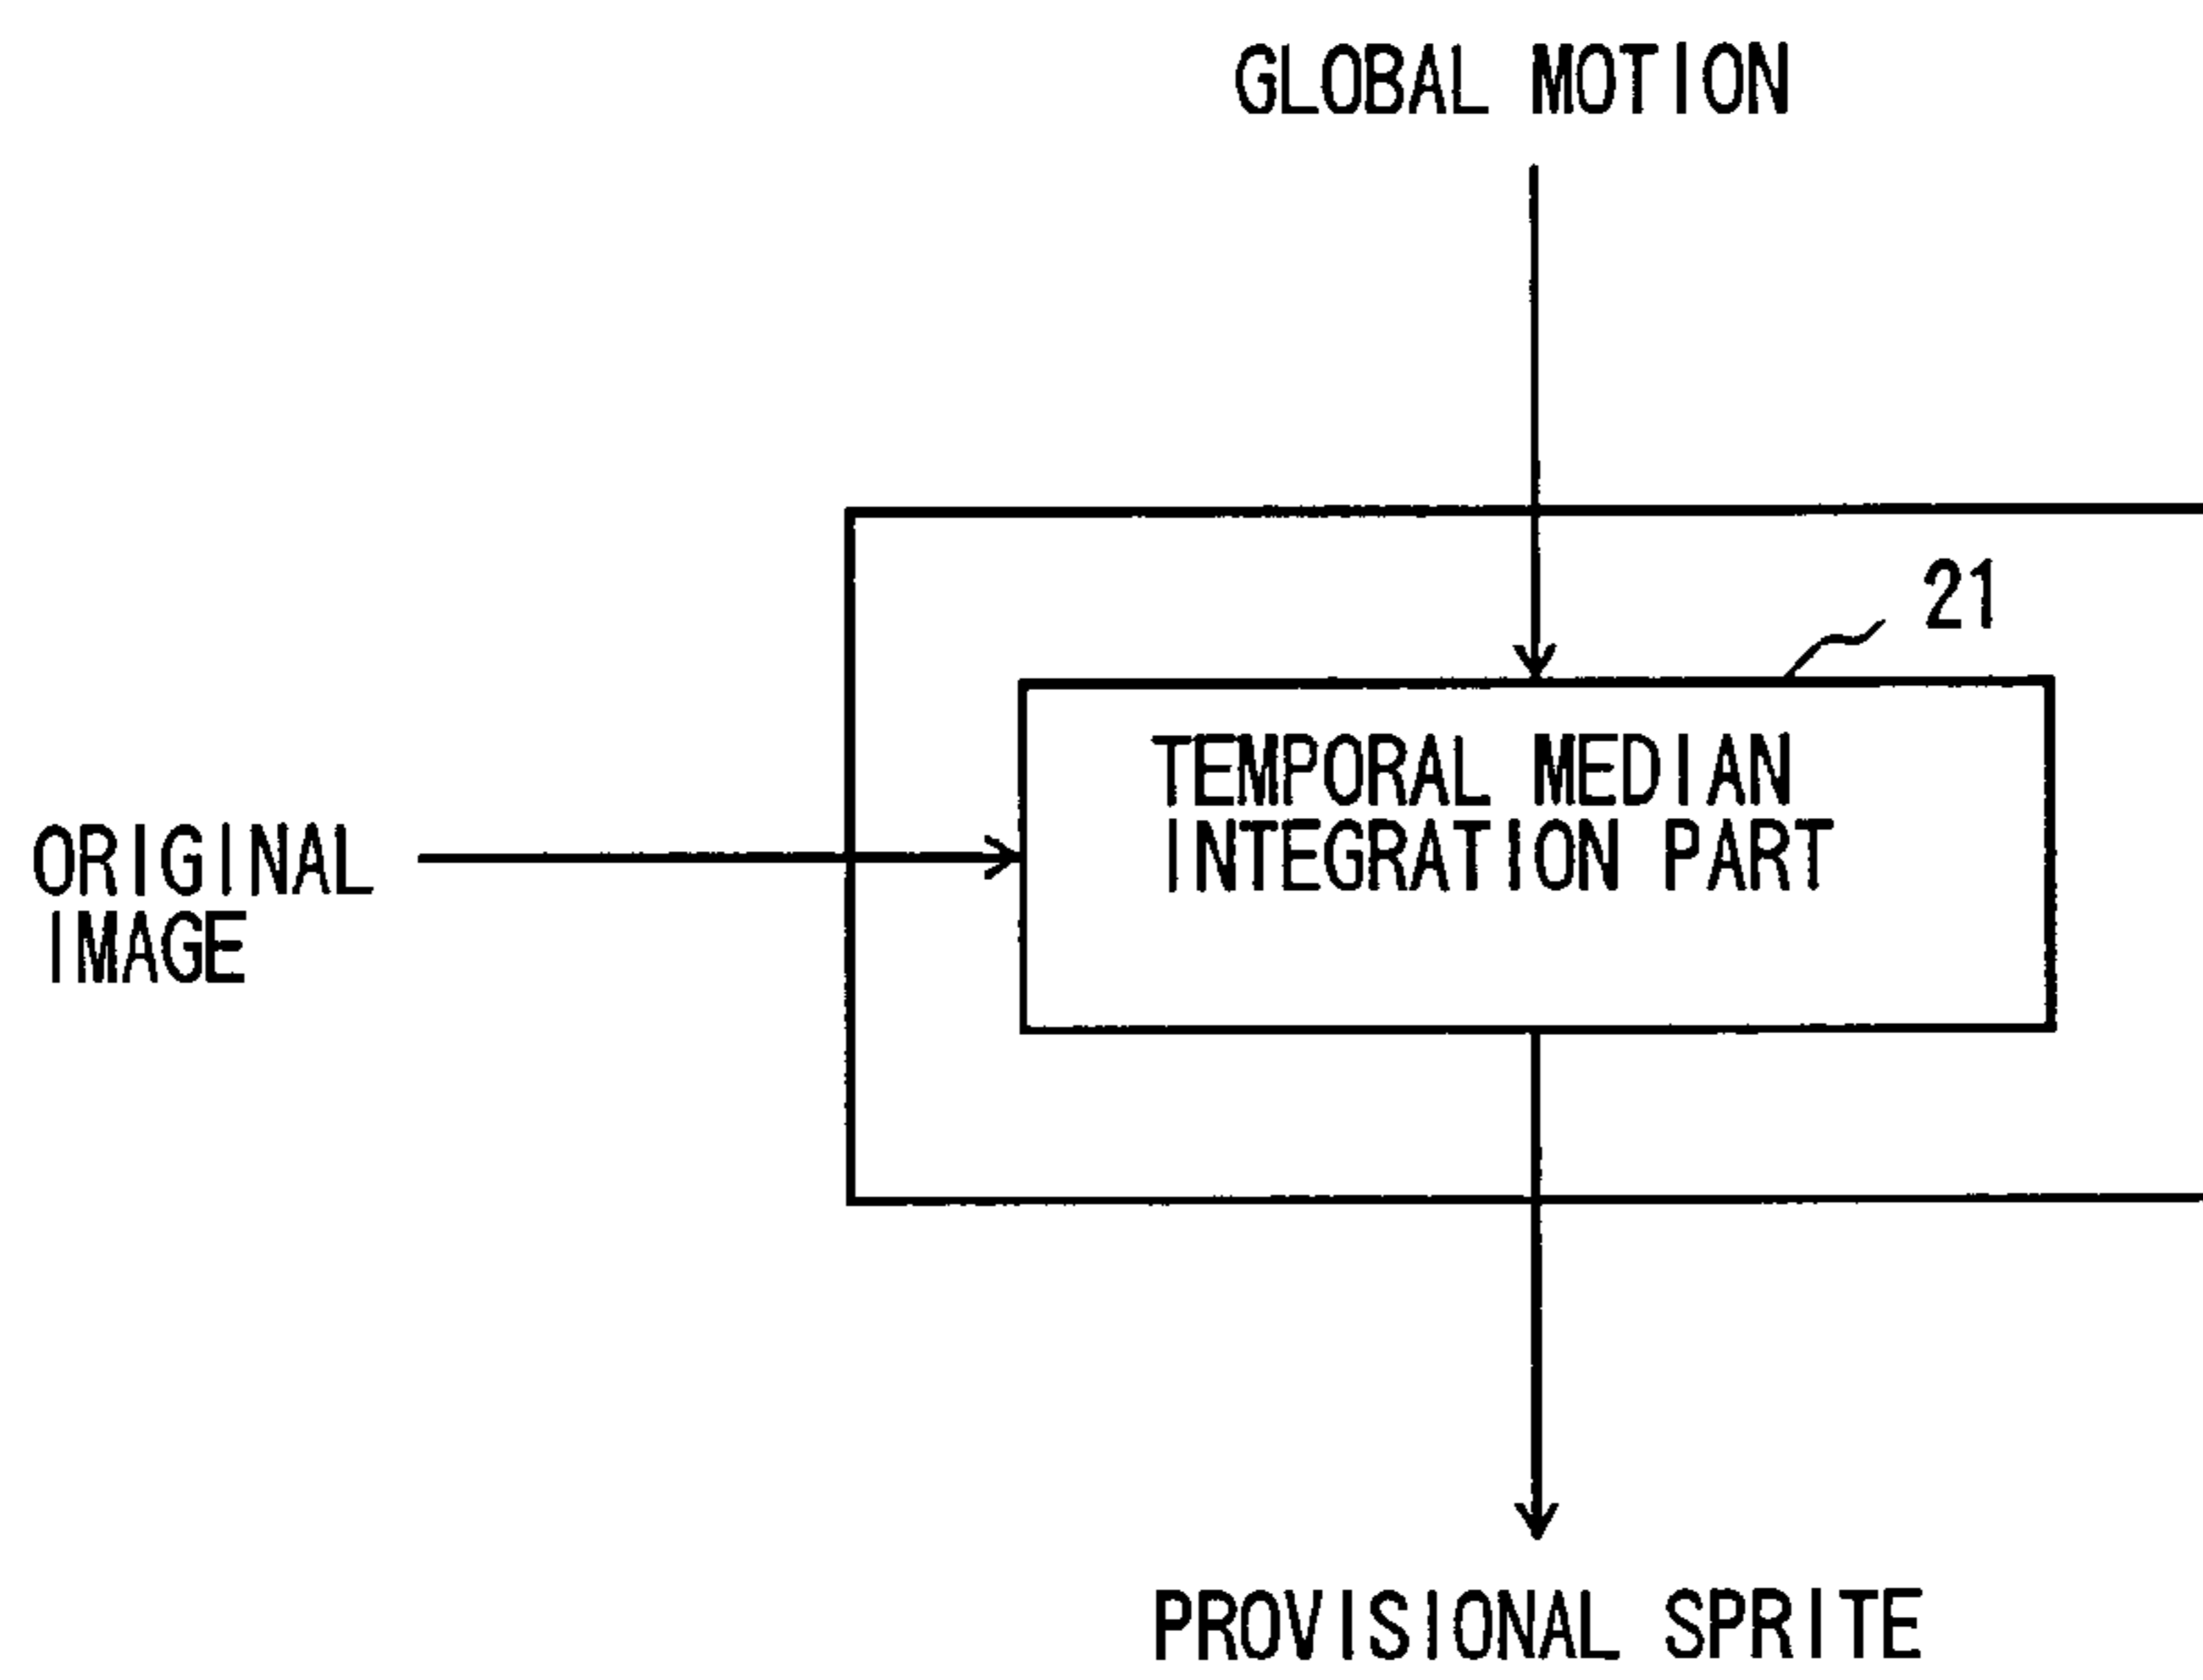 GLOBAL MOTION
21
TEMPORAL MEDIAN
INTEGRATION PART
ORIGINAL
IMAGE
PROVISIONAL SPRITE